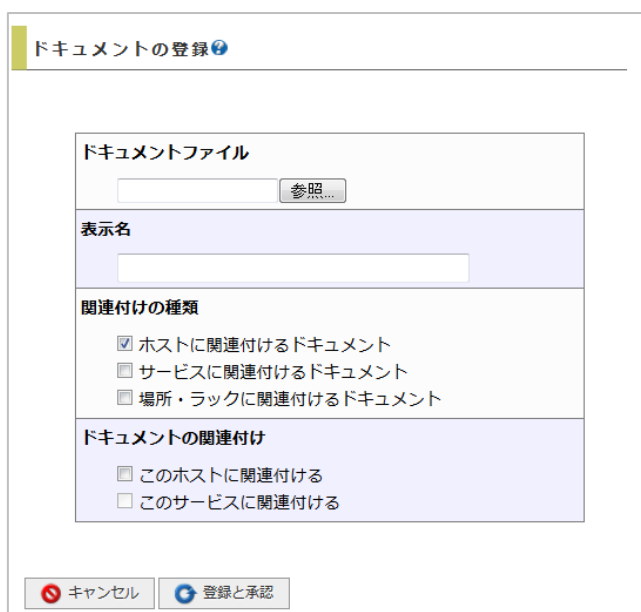 ドキュメントの登録
ドキュメントファイル
参照...
表示名
関連付けの種類
ホストに関連付けるドキュメント
サービスに関連付けるドキュメント
場所・ラックに関連付けるドキュメント
ドキュメントの関連付け
このホストに関連付ける
このサービスに関連付ける
キャンセル 登録と承認